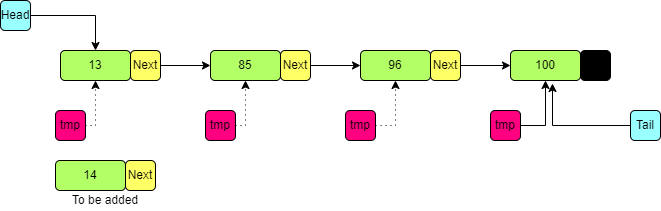 Head
13 Next 85 Next 96 Next 100
tmp tmp tmp tmp Tail
14 Next
To be added